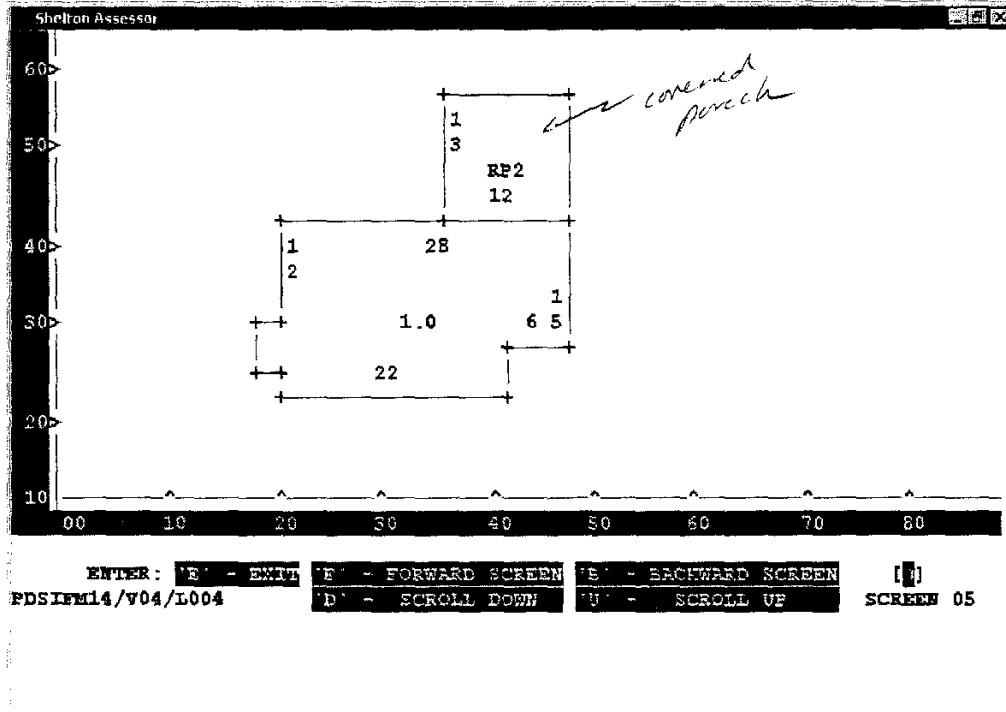 Shelton Assessor
60>
covered
porch
1
3
50>
RP2
12
40>
1
2
28
1
30>
1.0
6 5
22
20>
10
00 10 20 30 40 50 60 70 80
ENTER: 'E' - EXIT 'F' - FORWARD SCREEN 'B' - BACKWARD SCREEN [ ]
PDSIFM14/V04/L004 'D' - SCROLL DOWN 'U' - SCROLL UP SCREEN 05